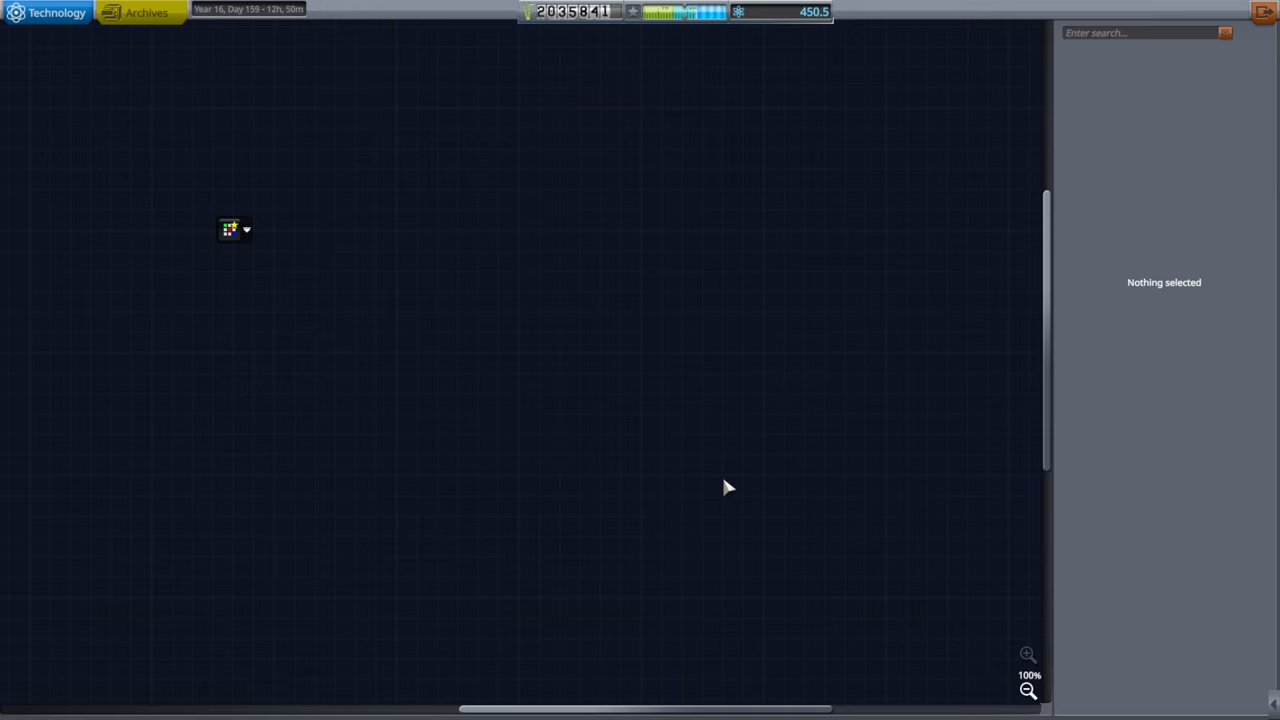 Technology
Archives
Year 16, Day 159 - 12h, 50m
2035841
450.5
Enter search...
Nothing selected
100%